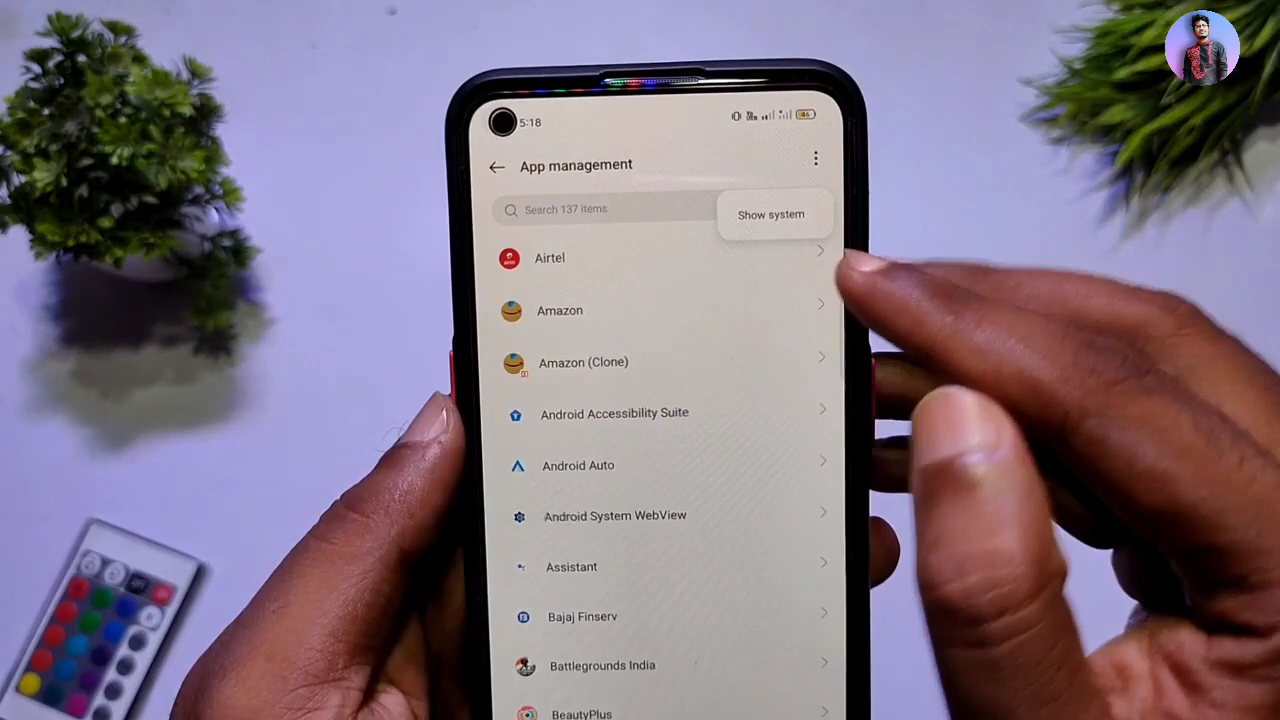 5:18
46
App management
Search 137 items
Show system
Airtel
Amazon
Amazon (Clone)
Android Accessibility Suite
Android Auto
Android System WebView
Assistant
Bajaj Finserv
Battlegrounds India
BeautyPlus